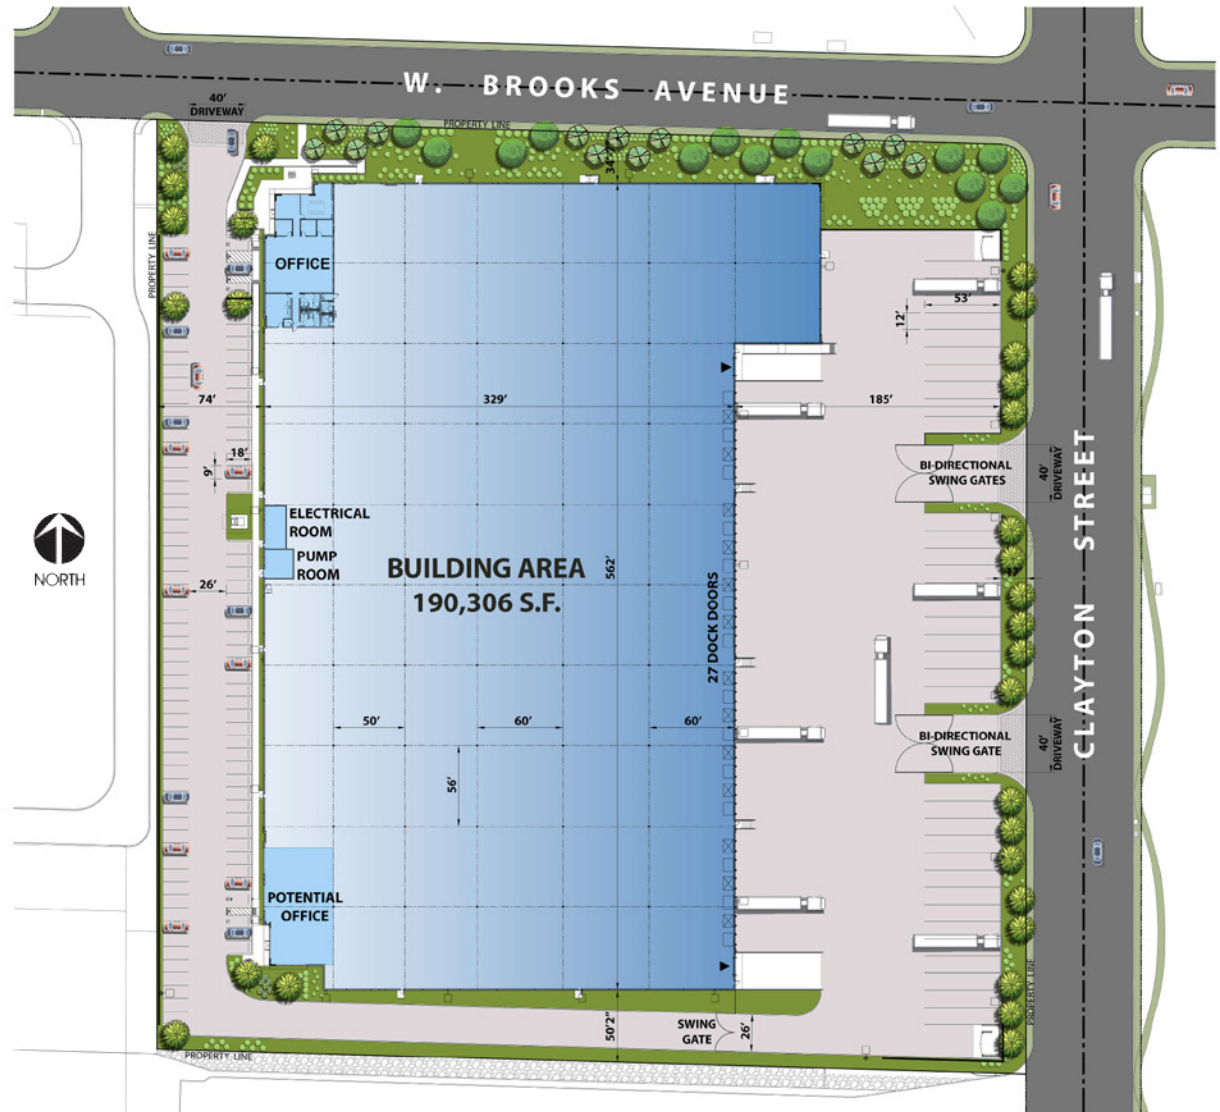 W. BROOKS AVENUE
40'
DRIVEWAY
PROPERTY LINE
34' 7"
PROPERTY LINE
OFFICE
53'
12'
74'
329'
185'
18'
9'
BI-DIRECTIONAL
SWING GATES
40'
DRIVEWAY
CLAYTON STREET
ELECTRICAL
ROOM
PUMP
ROOM
NORTH
26'
BUILDING AREA
190,306 S.F.
562'
27 DOCK DOORS
50'
60'
60'
56'
BI-DIRECTIONAL
SWING GATE
40'
DRIVEWAY
POTENTIAL
OFFICE
PROPERTY LINE
50'2"
SWING
GATE
26'
PROPERTY LINE